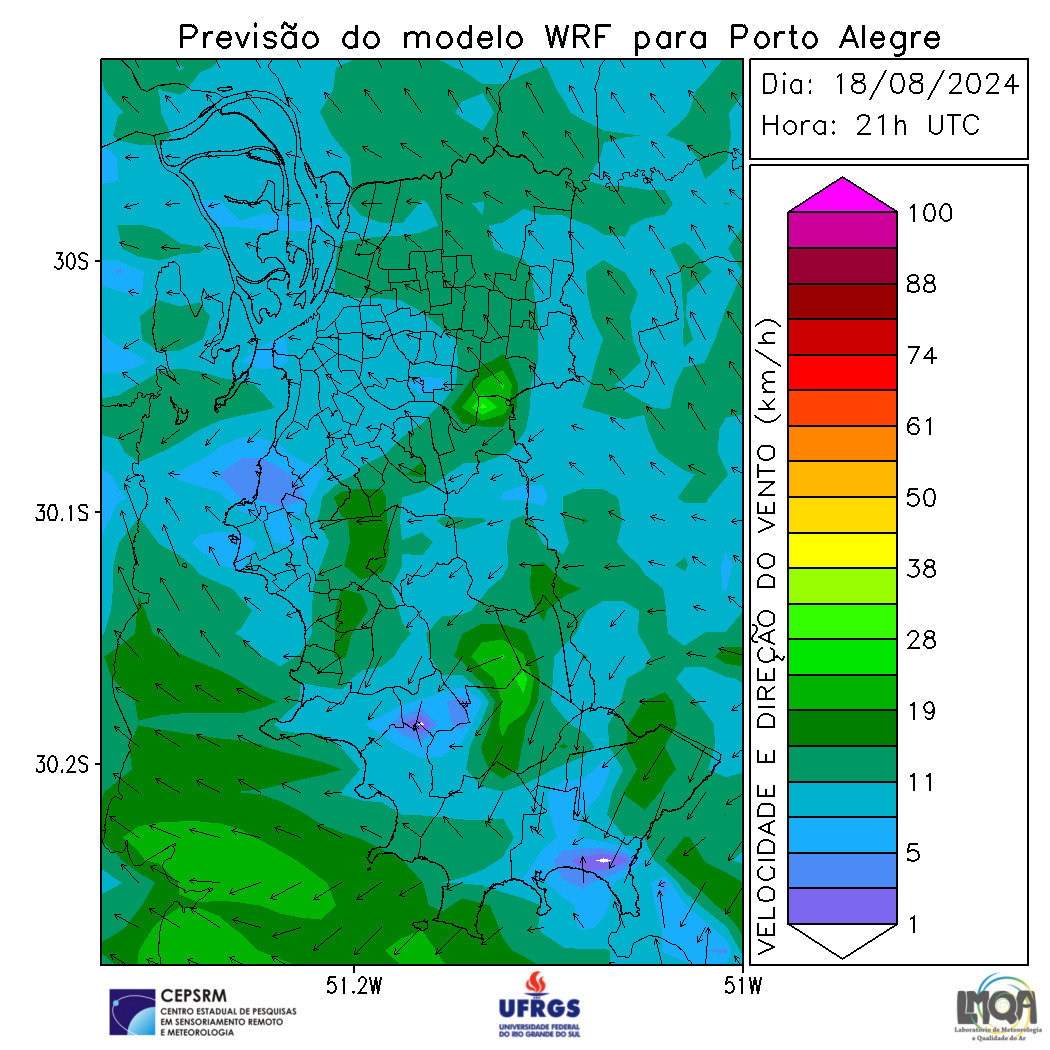 Previsão do modelo WRF para Porto Alegre
Dia: 18/08/2024
Hora: 21h UTC
30S
30.1S
30.2S
51.2W
51W
VELOCIDADE E DIREÇÃO DO VENTO (km/h)
100
88
74
61
50
38
28
19
11
5
1
CEPSRM
CENTRO ESTADUAL DE PESQUISAS
EM SENSORIAMENTO REMOTO
E METEOROLOGIA
UFRGS
UNIVERSIDADE FEDERAL
DO RIO GRANDE DO SUL
LMQA
Laboratório de Meteorologia
e Qualidade do Ar